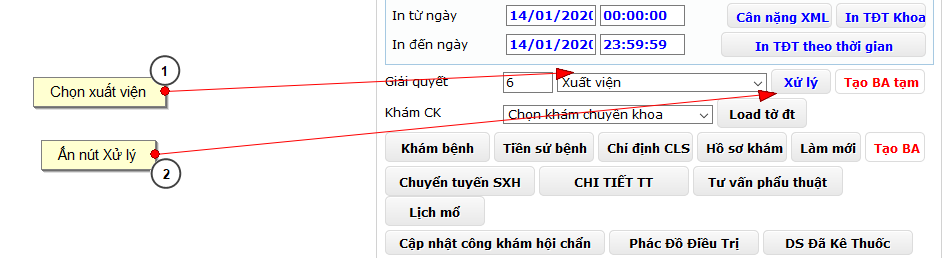 In từ ngày 14/01/2020 00:00:00 Cân nặng XML In TĐT Khoa
In đến ngày 14/01/2020 23:59:59 In TĐT theo thời gian
1
Chọn xuất viện
Giải quyết 6 Xuất viện Xử lý Tạo BA tạm
Khám CK Chọn khám chuyên khoa Load tờ đt
Ấn nút Xử lý
2
Khám bệnh Tiền sử bệnh Chỉ định CLS Hồ sơ khám Làm mới Tạo BA
Chuyển tuyến SXH CHI TIẾT TT Tư vấn phẩu thuật
Lịch mổ
Cập nhật công khám hội chẩn Phác Đồ Điều Trị DS Đã Kê Thuốc